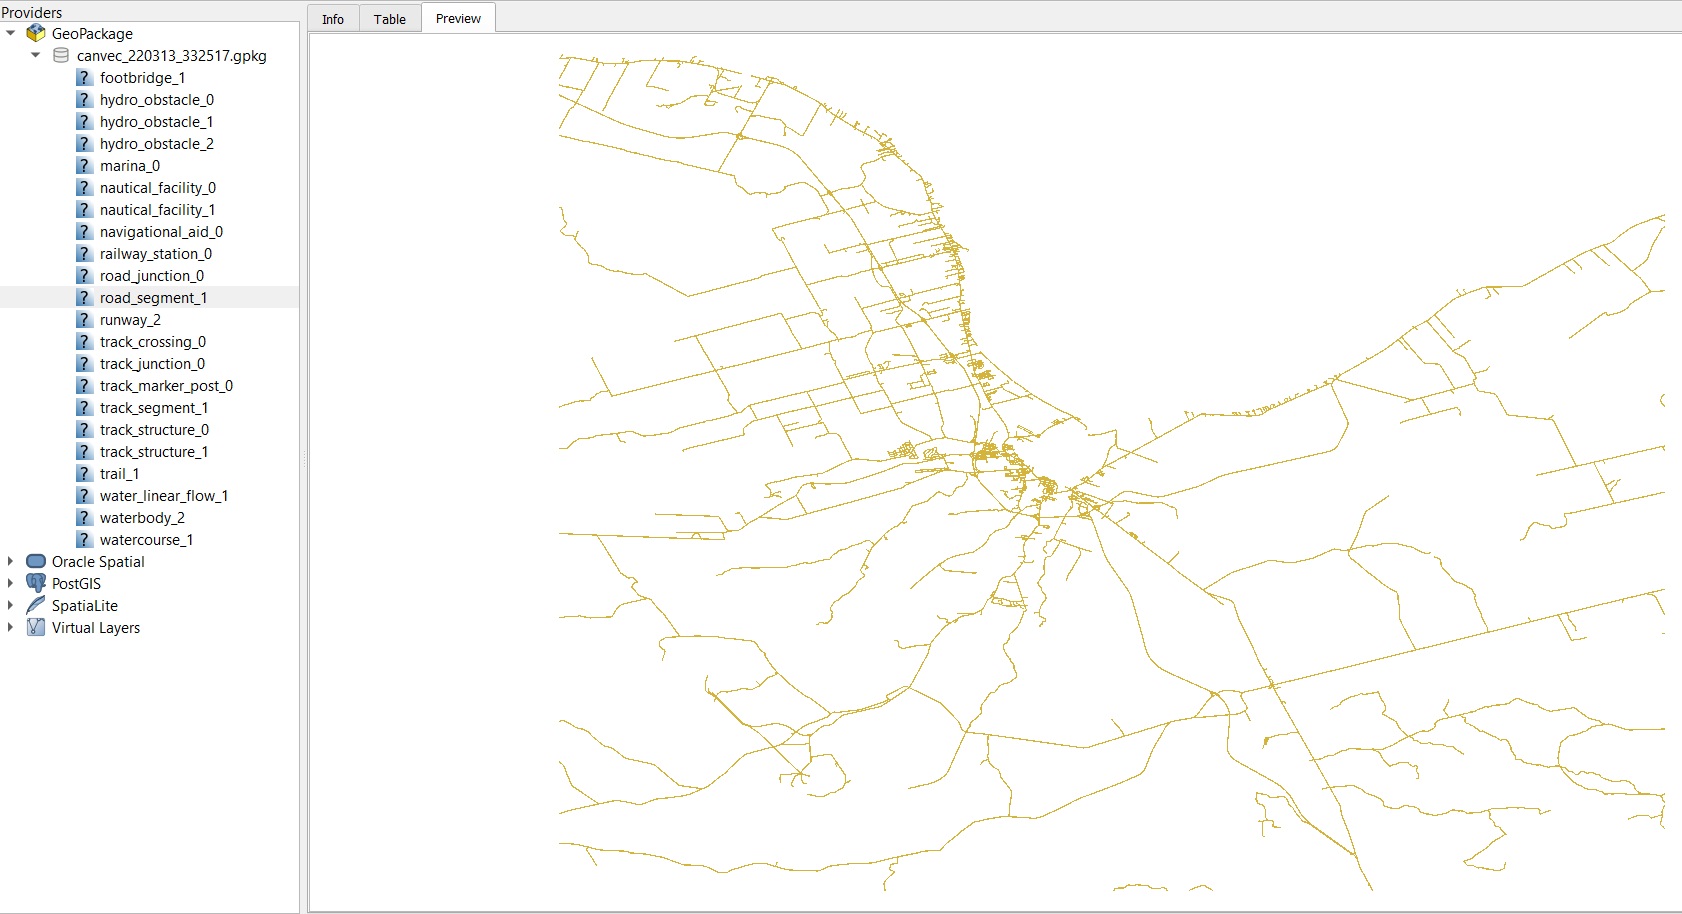 Providers
Info Table Preview
GeoPackage
canvec_220313_332517.gpkg
footbridge_1
hydro_obstacle_0
hydro_obstacle_1
hydro_obstacle_2
marina_0
nautical_facility_0
nautical_facility_1
navigational_aid_0
railway_station_0
road_junction_0
road_segment_1
runway_2
track_crossing_0
track_junction_0
track_marker_post_0
track_segment_1
track_structure_0
track_structure_1
trail_1
water_linear_flow_1
waterbody_2
watercourse_1
Oracle Spatial
PostGIS
SpatiaLite
Virtual Layers